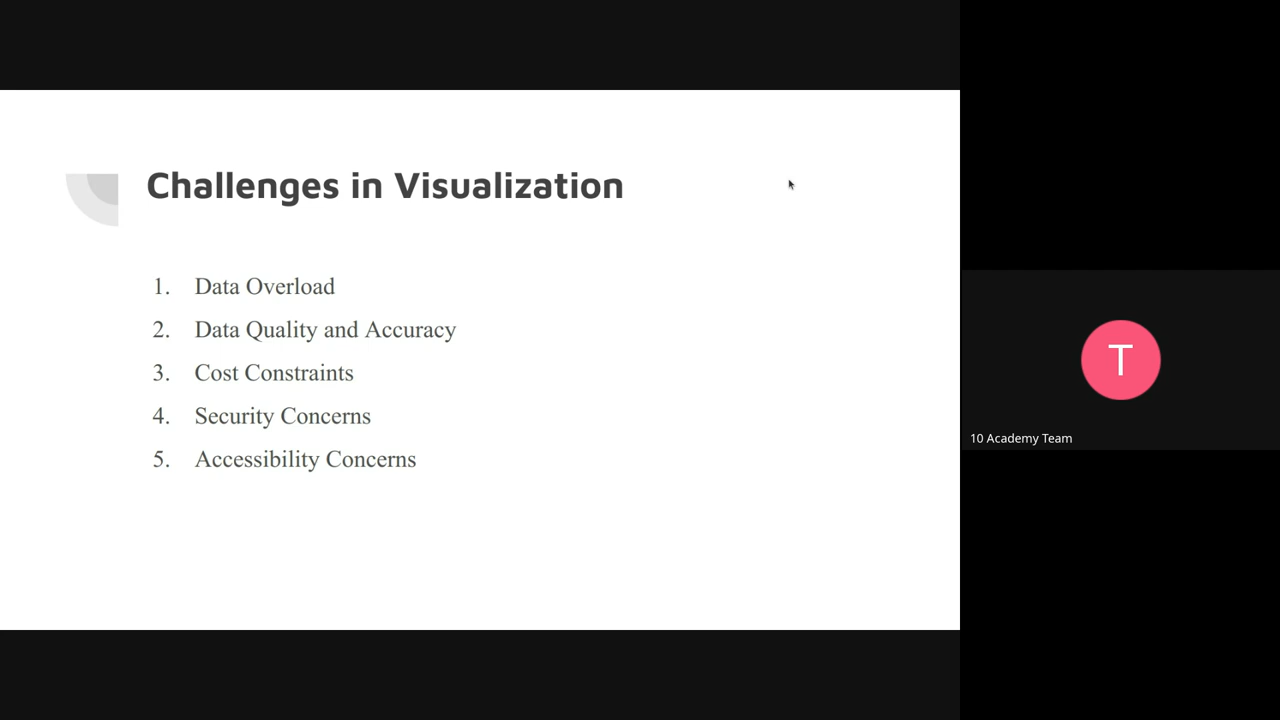 Challenges in Visualization
1. Data Overload
2. Data Quality and Accuracy
3. Cost Constraints
4. Security Concerns
5. Accessibility Concerns
T
10 Academy Team